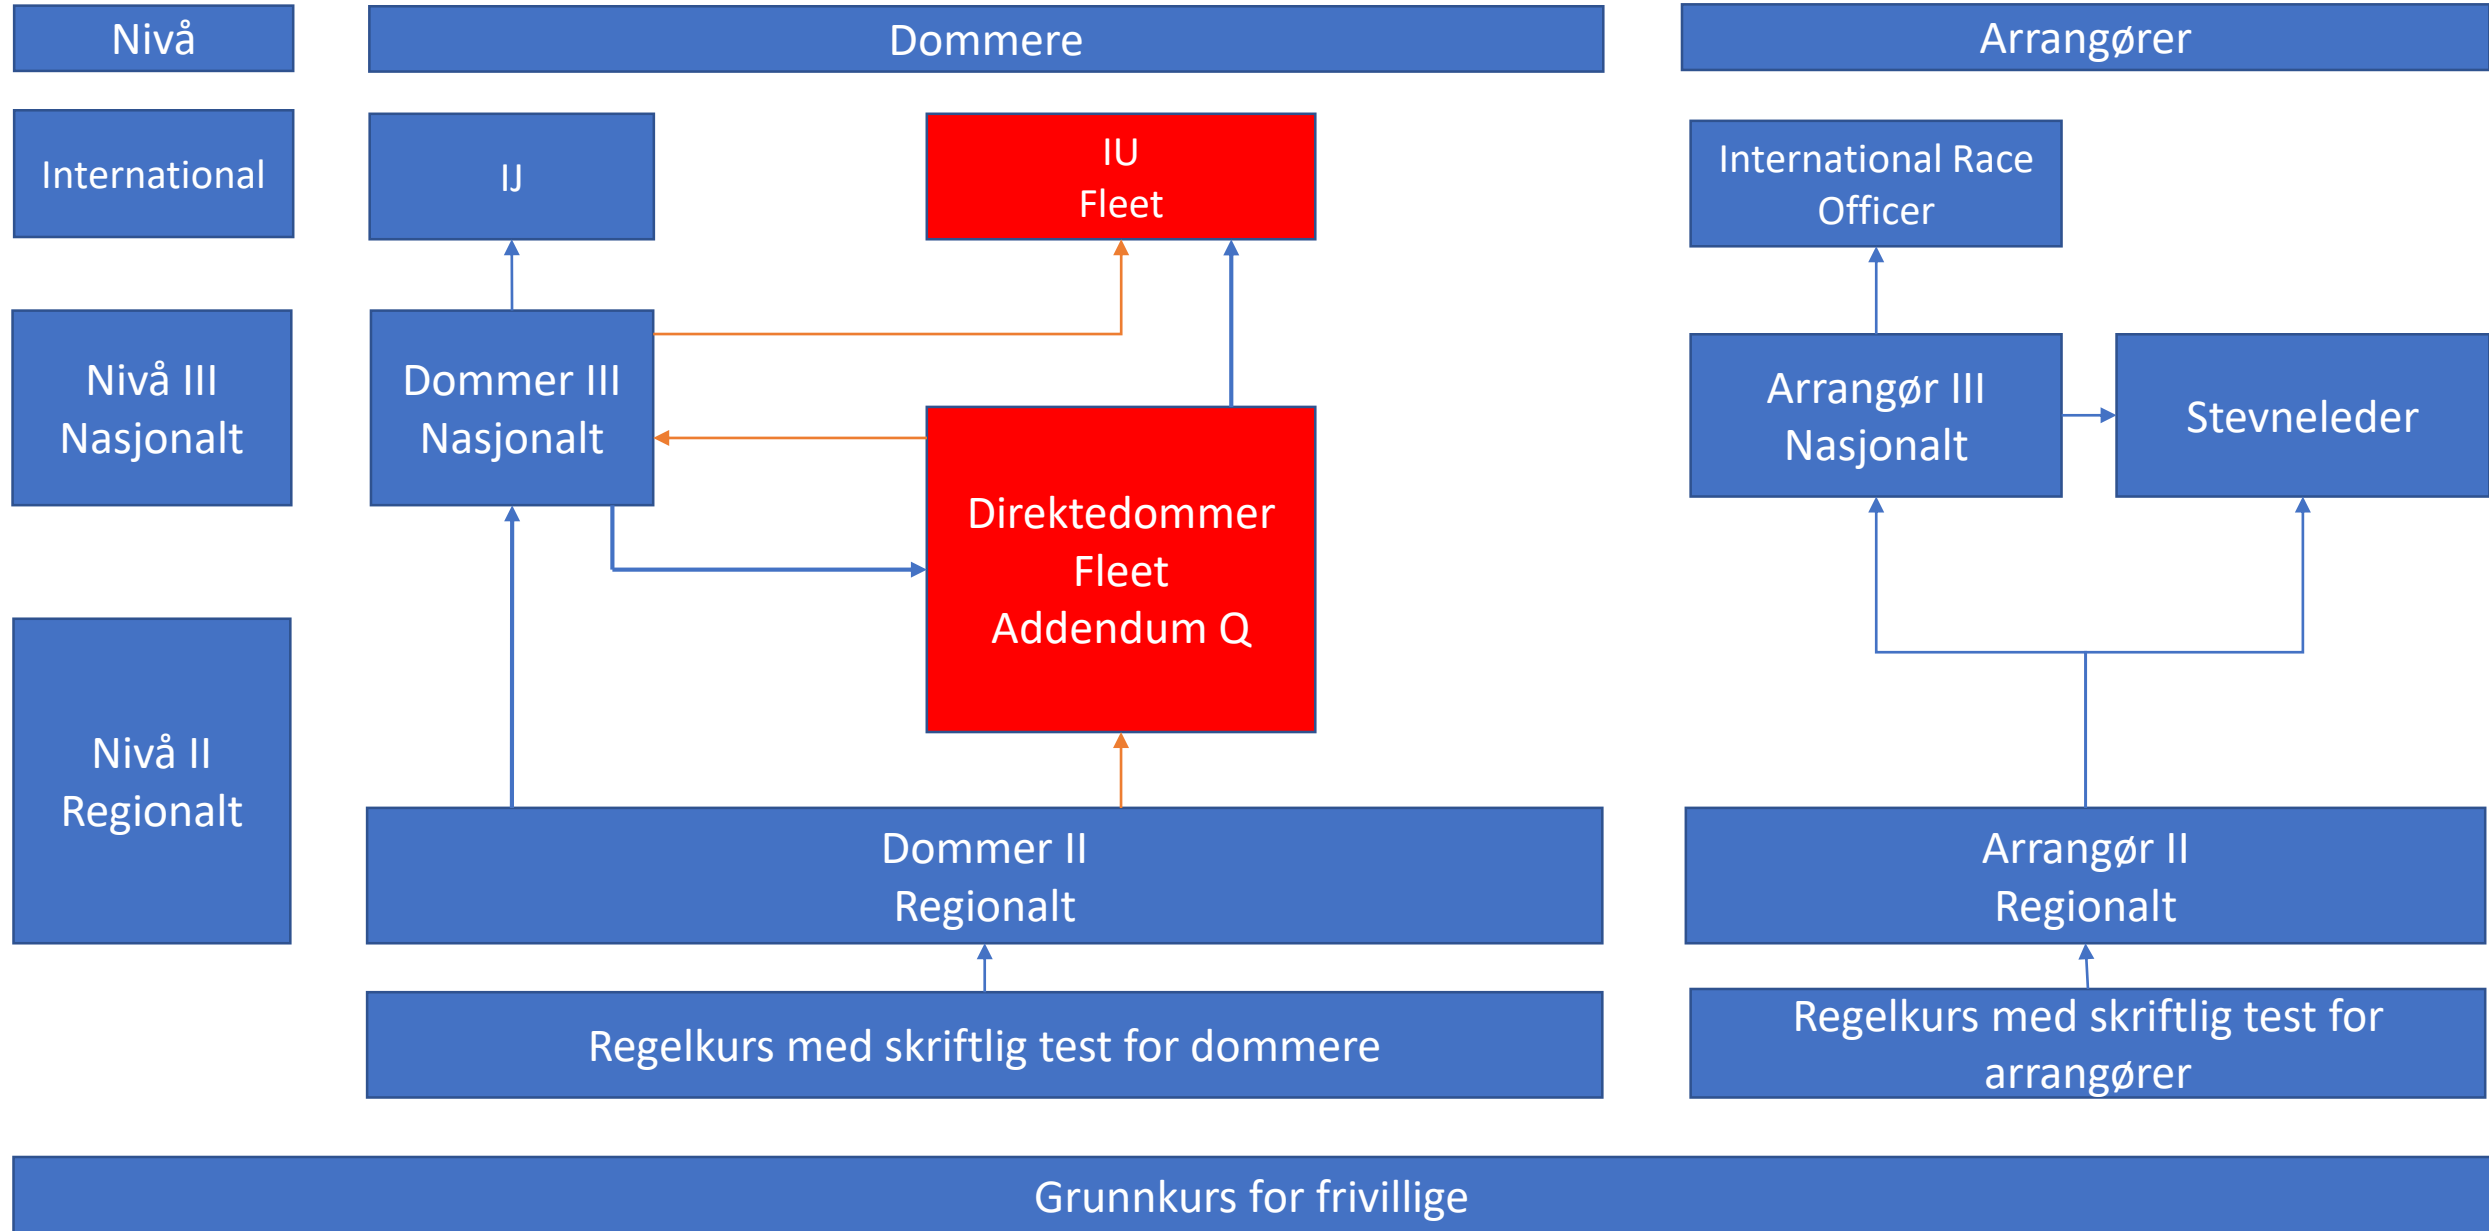 Nivå
Dommere
Arrangører
International
IJ
IU
Fleet
International Race
Officer
Nivå III
Nasjonalt
Dommer III
Nasjonalt
Direktedommer
Fleet
Addendum Q
Arrangør III
Nasjonalt
Stevneleder
Nivå II
Regionalt
Dommer II
Regionalt
Arrangør II
Regionalt
Regelkurs med skriftlig test for dommere
Regelkurs med skriftlig test for
arrangører
Grunnkurs for frivillige